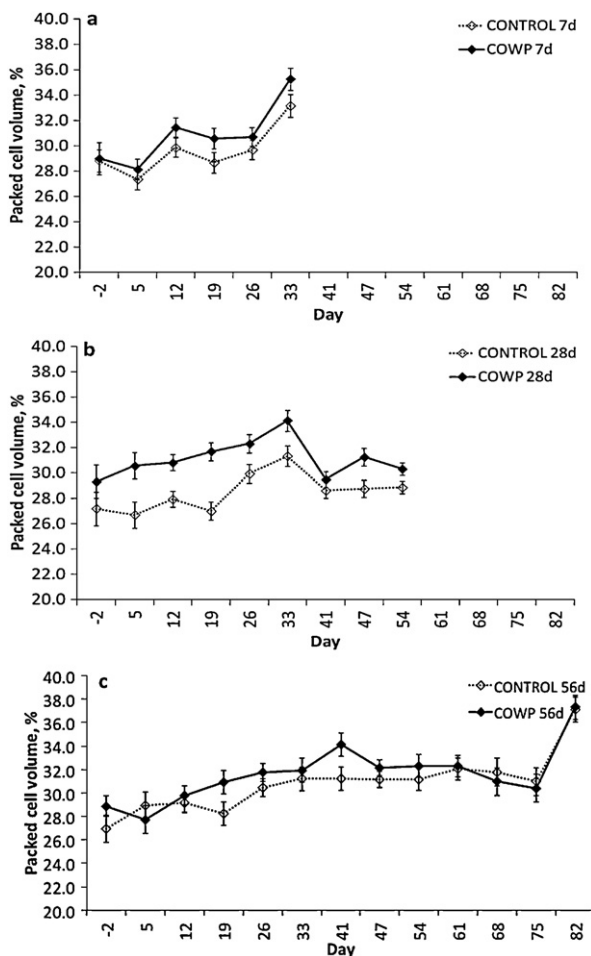 a
CONTROL 7d
COWP 7d
Packed cell volume, %
40.0
38.0
36.0
34.0
32.0
30.0
28.0
26.0
24.0
22.0
20.0
-2 5 12 19 26 33 41 47 54 61 68 75 82
Day
b
CONTROL 28d
COWP 28d
Packed cell volume, %
40.0
38.0
36.0
34.0
32.0
30.0
28.0
26.0
24.0
22.0
20.0
-2 5 12 19 26 33 41 47 54 61 68 75 82
Day
c
CONTROL 56d
COWP 56d
Packed cell volume, %
40.0
38.0
36.0
34.0
32.0
30.0
28.0
26.0
24.0
22.0
20.0
-2 5 12 19 26 33 41 47 54 61 68 75 82
Day